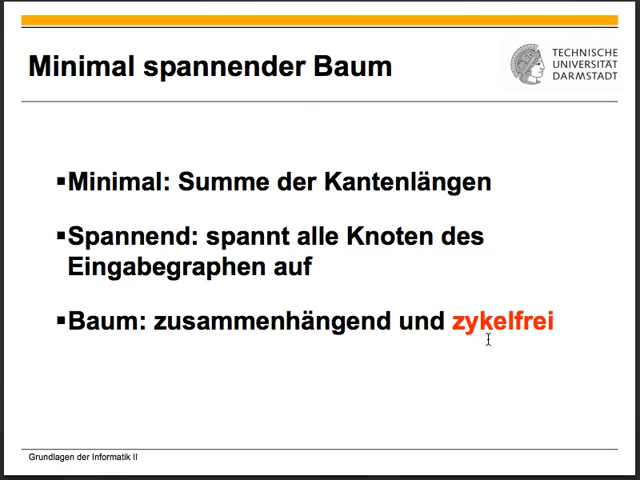 Minimal spannender Baum
TECHNISCHE
UNIVERSITÄT
DARMSTADT
▪Minimal: Summe der Kantenlängen
▪Spannend: spannt alle Knoten des
Eingabegraphen auf
▪Baum: zusammenhängend und zykelfrei
Grundlagen der Informatik II